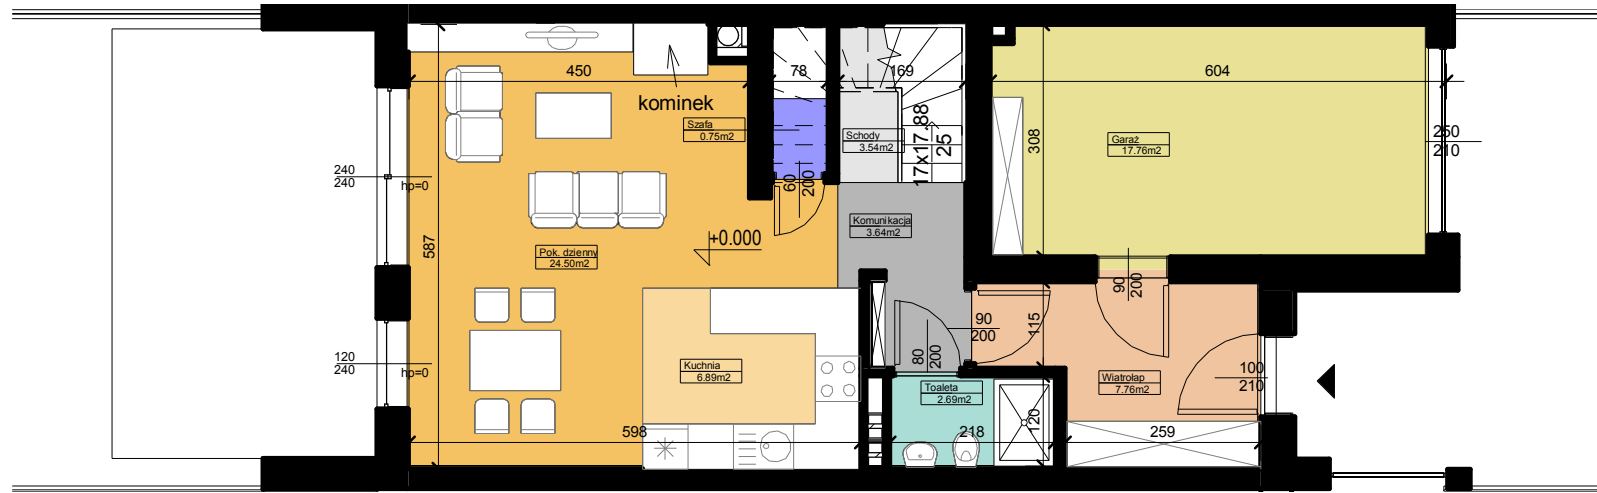 450
78
169
604
kominek
Szafa
0.75m2
Schody
3.54m2
17x17.88
25
308
Garaż
17.76m2
250
210
240
240
hp=0
60
200
Komunikacja
3.64m2
+0.000
587
Pok. dzienny
24.50m2
90
200
90
200
115
80
200
120
240
hp=0
Kuchnia
6.89m2
Toaleta
2.69m2
Wiatrołap
7.76m2
100
210
598
218
120
259